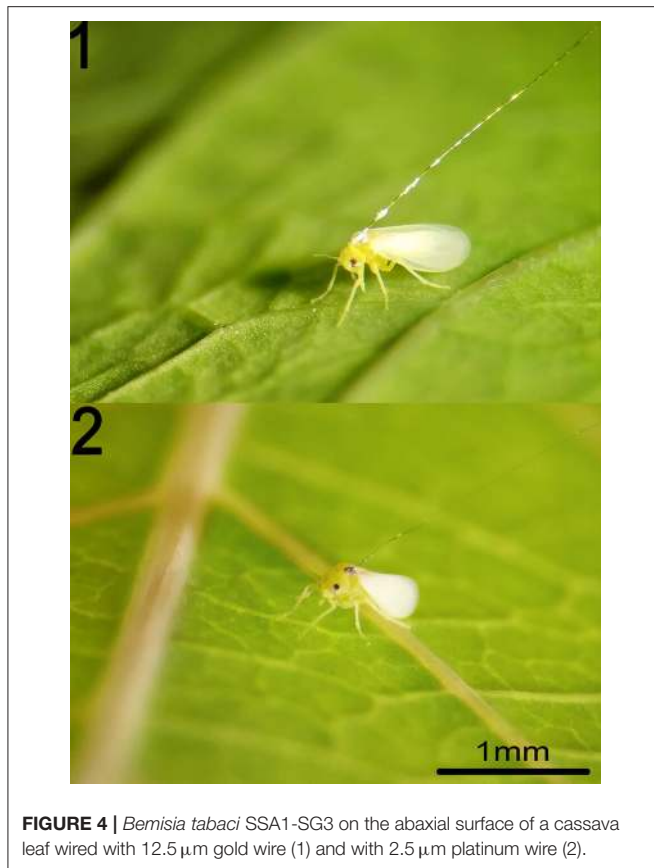 1
2
1mm
FIGURE 4 | Bemisia tabaci SSA1-SG3 on the abaxial surface of a cassava
leaf wired with 12.5 μm gold wire (1) and with 2.5 μm platinum wire (2).